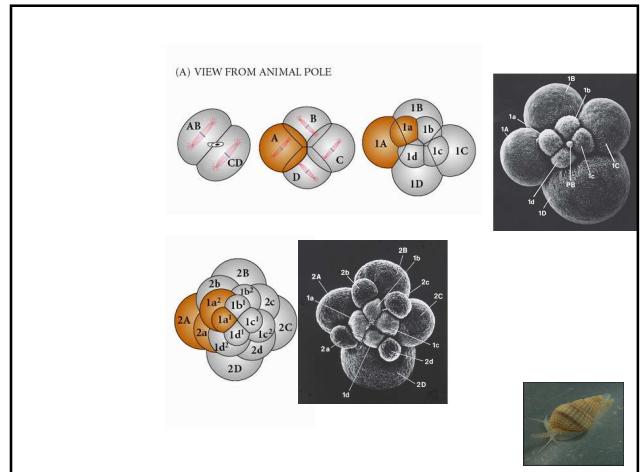 (A) VIEW FROM ANIMAL POLE
AB
CD
A
B
C
D
1B
1a
1b
1A
1d
1c
1C
1D
1B
1b
1a
1A
1C
1c
PB
1d
1D
2B
2b
1b²
2c
1a²
1b¹
2A
1a¹
1c¹
2C
2a
1d¹
1c²
1d²
2d
2D
2B
1b
2A
2b
2c
1a
2C
2a
1c
2d
2D
1d